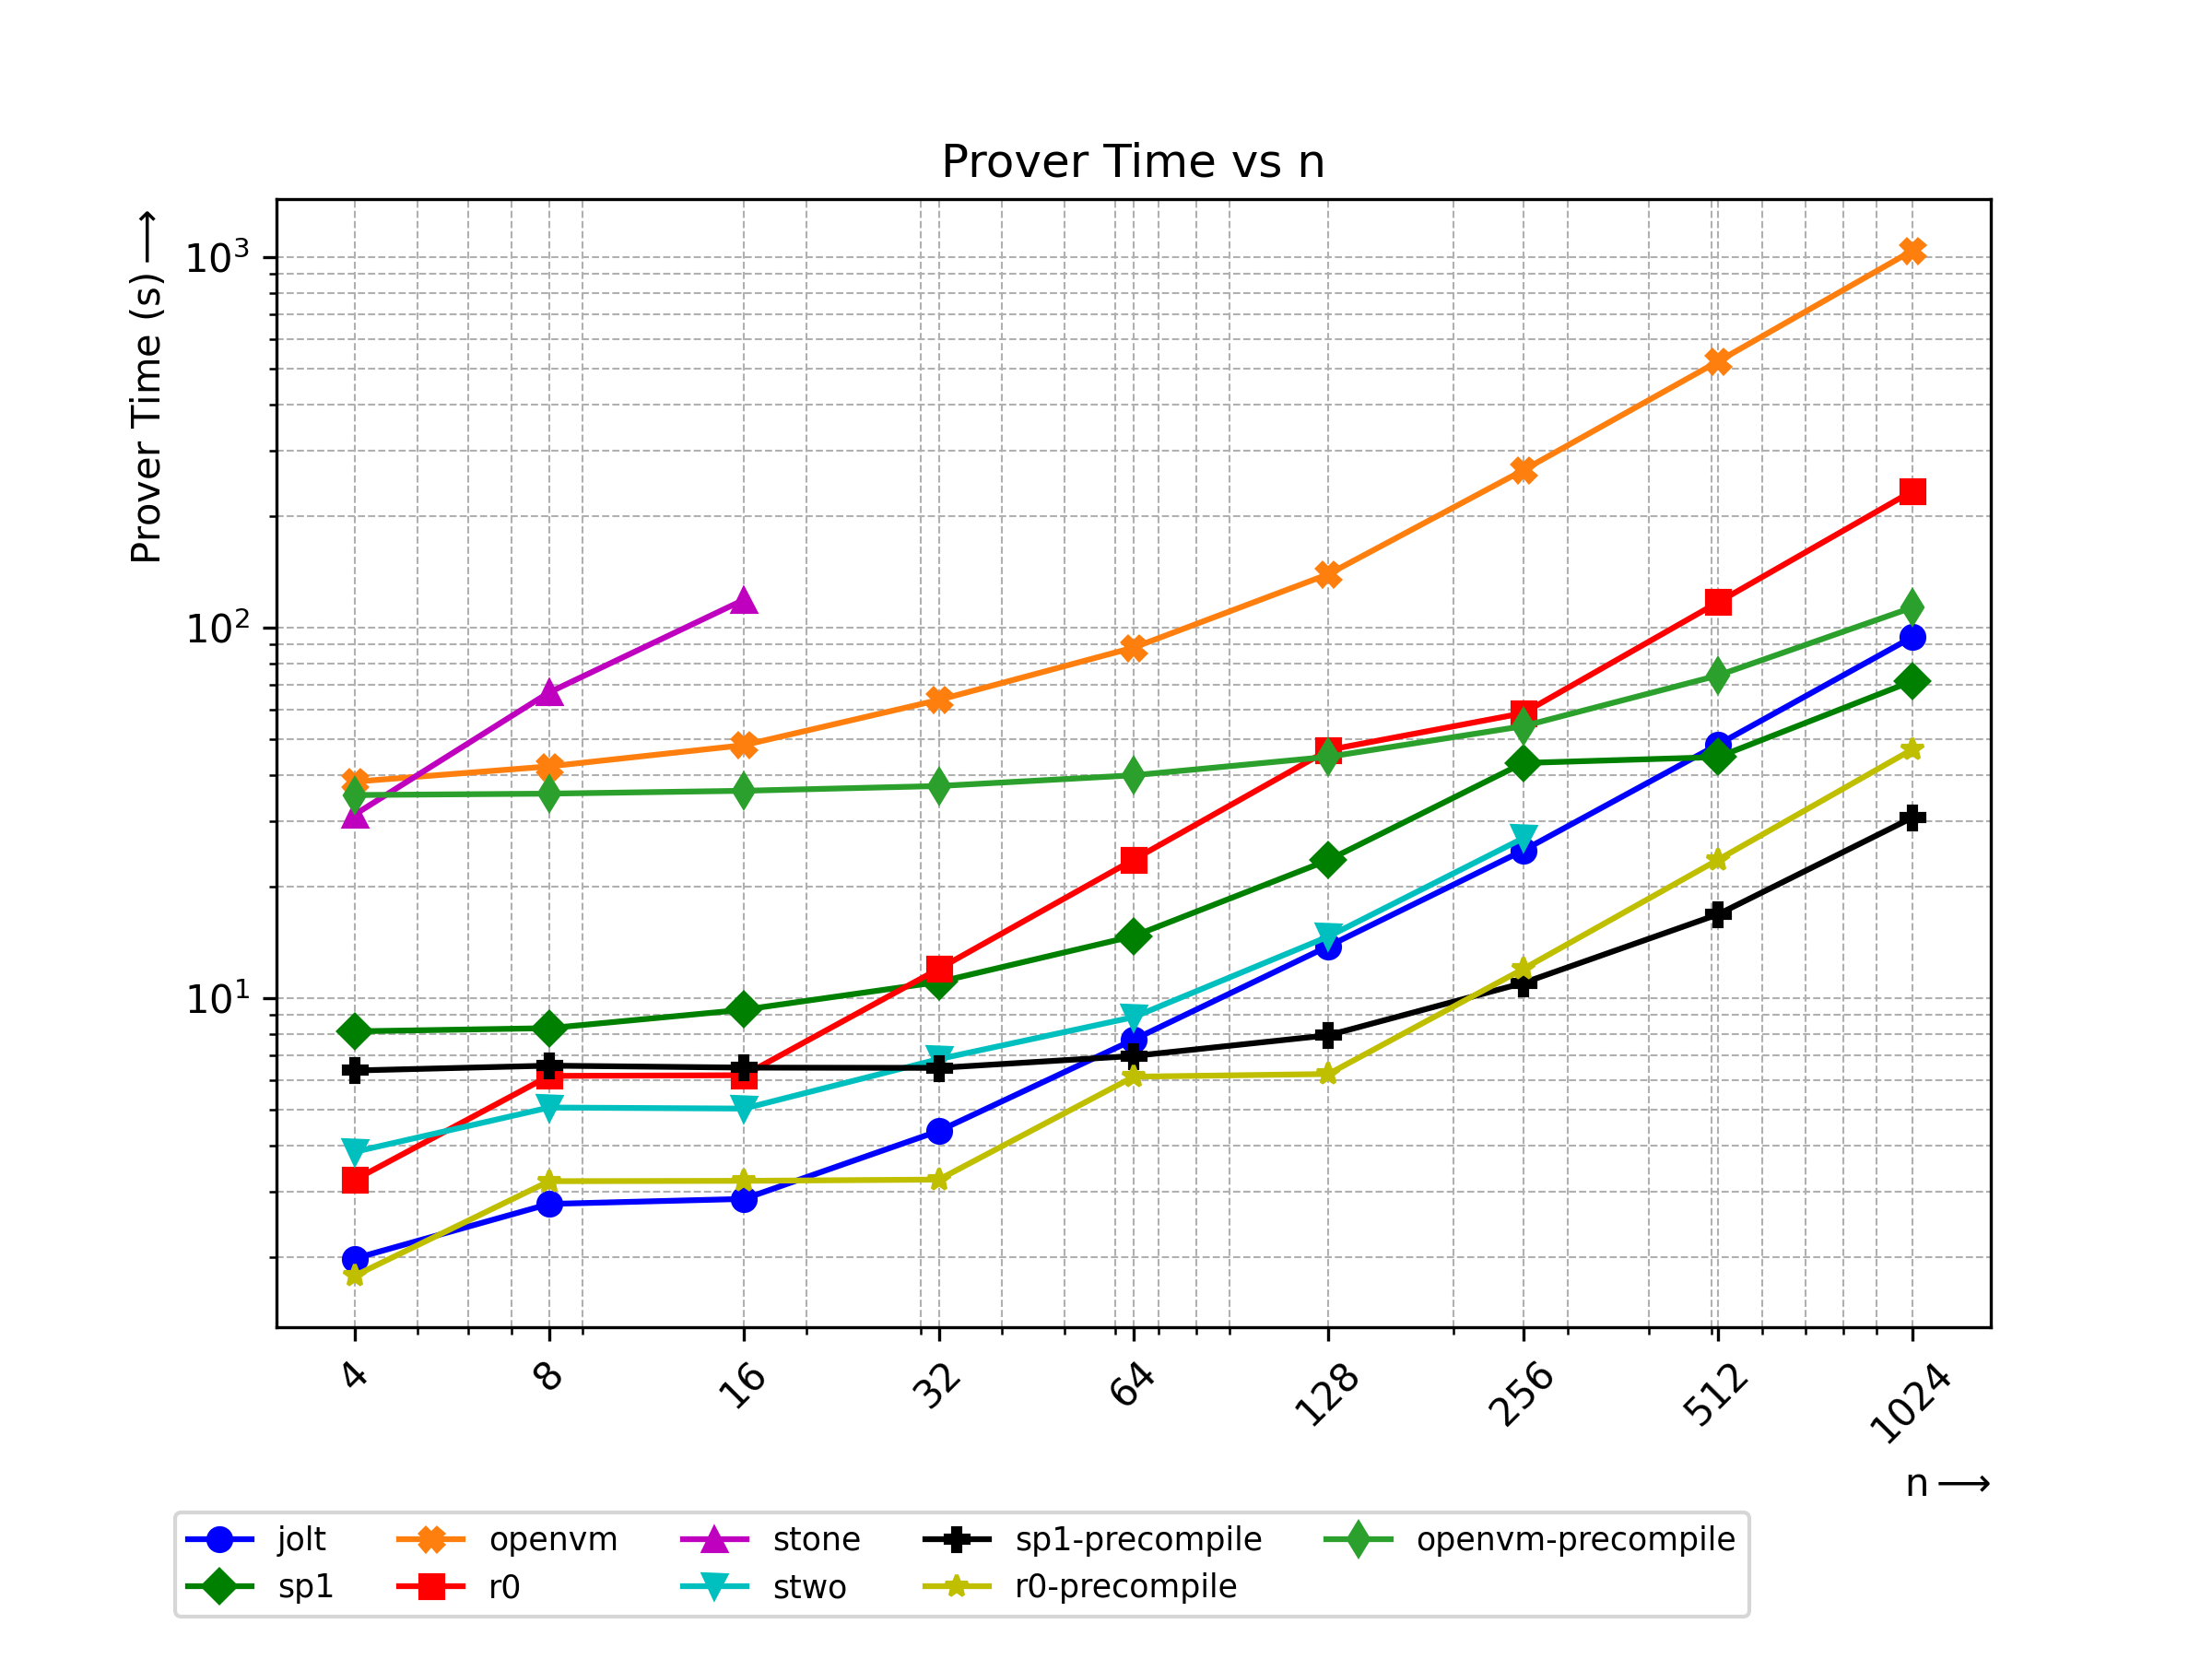 Prover Time vs n
Prover Time (s) ⟶
10³
10²
10¹
4 8 16 32 64 128 256 512 1024
n ⟶
jolt openvm stone sp1-precompile openvm-precompile
sp1 r0 stwo r0-precompile